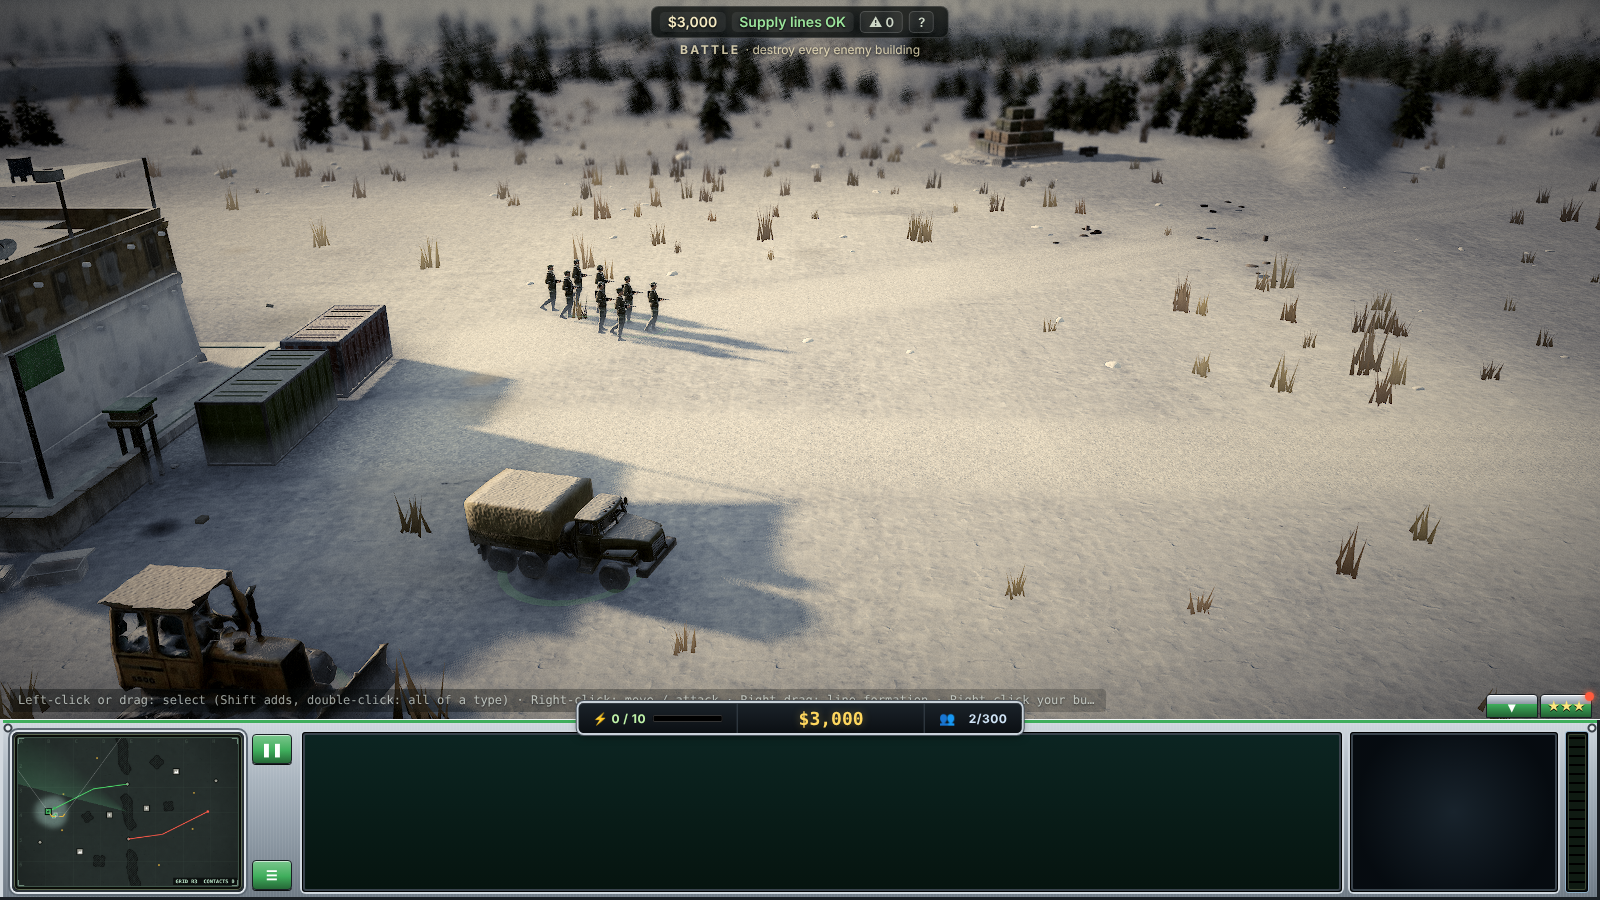 $3,000 Supply lines OK 0 ?
BATTLE · destroy every enemy building
Left-click or drag: select (Shift adds, double-click: all of a type) · Right-click: move / attack · Right-drag: line formation · Right-click your bu…
0 / 10 $3,000 2/300